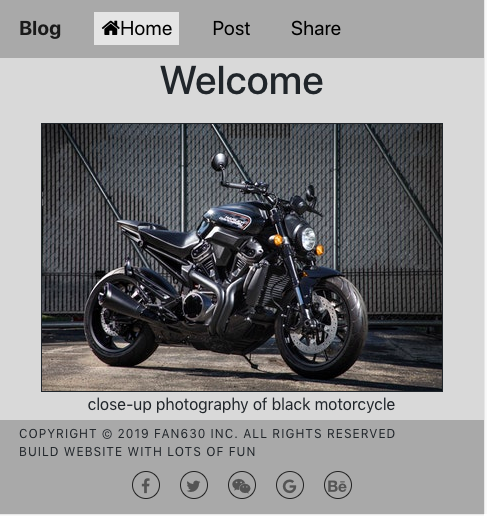 Blog Home Post Share
Welcome
close-up photography of black motorcycle
COPYRIGHT © 2019 FAN630 INC. ALL RIGHTS RESERVED
BUILD WEBSITE WITH LOTS OF FUN